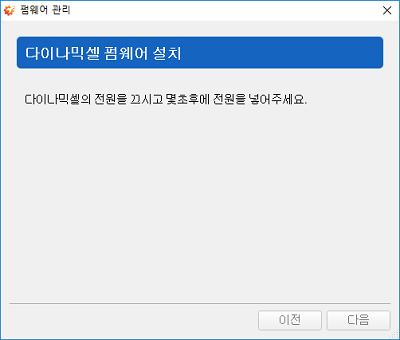 펌웨어 관리
다이나믹셀 펌웨어 설치
다이나믹셀의 전원을 끄시고 몇초후에 전원을 넣어주세요.
이전
다음